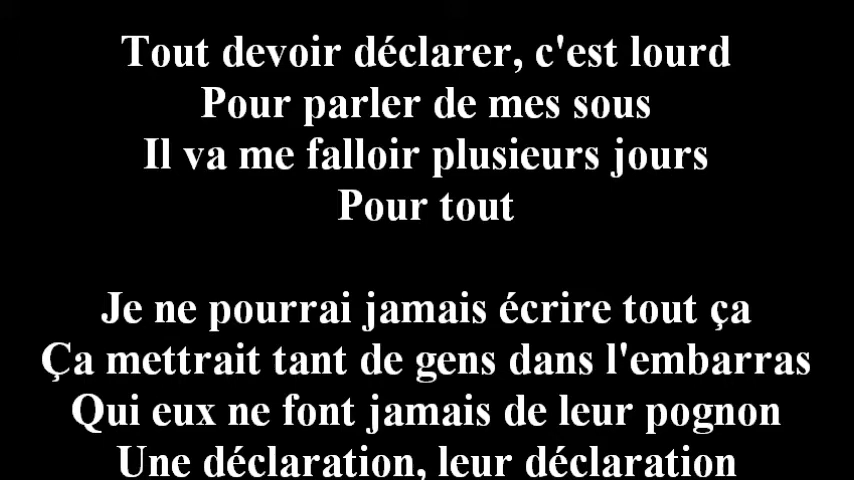 Tout devoir déclarer, c'est lourd
Pour parler de mes sous
Il va me falloir plusieurs jours
Pour tout
Je ne pourrai jamais écrire tout ça
Ça mettrait tant de gens dans l'embarras
Qui eux ne font jamais de leur pognon
Une déclaration, leur déclaration